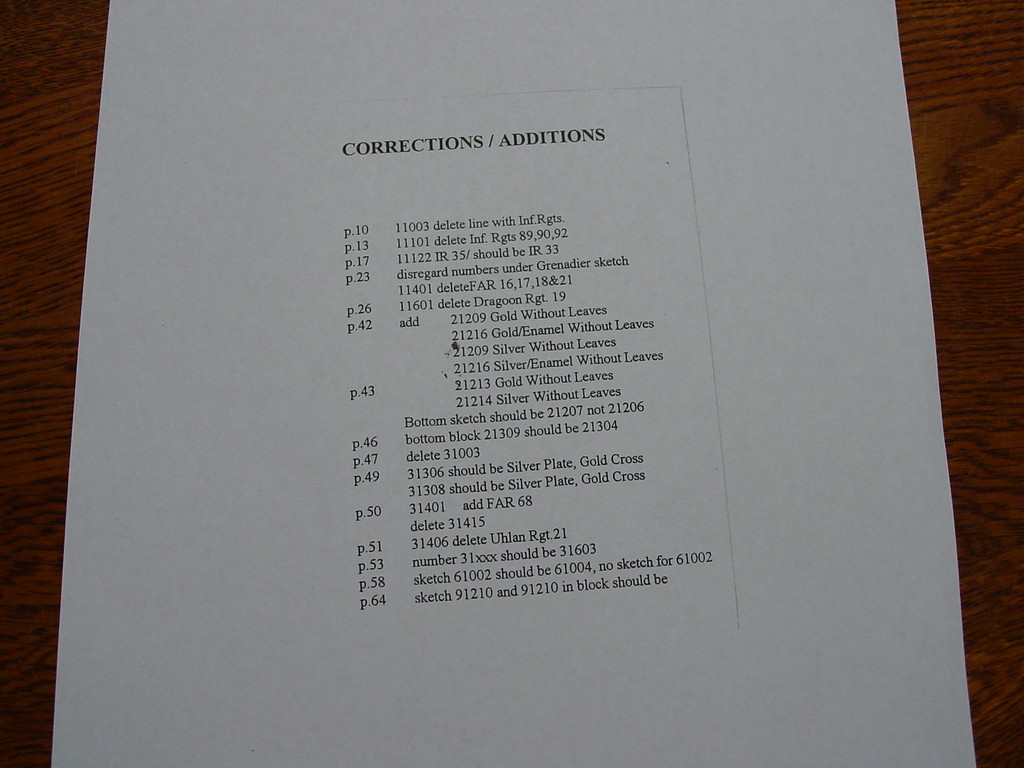 CORRECTIONS / ADDITIONS
p.10 11003 delete line with Inf.Rgts.
p.13 11101 delete Inf. Rgts 89,90,92
p.17 11122 IR 35/ should be IR 33
p.23 disregard numbers under Grenadier sketch
11401 deleteFAR 16,17,18&21
p.26 11601 delete Dragoon Rgt. 19
p.42 add 21209 Gold Without Leaves
21216 Gold/Enamel Without Leaves
21209 Silver Without Leaves
21216 Silver/Enamel Without Leaves
p.43 21213 Gold Without Leaves
21214 Silver Without Leaves
Bottom sketch should be 21207 not 21206
p.46 bottom block 21309 should be 21304
p.47 delete 31003
p.49 31306 should be Silver Plate, Gold Cross
31308 should be Silver Plate, Gold Cross
p.50 31401 add FAR 68
delete 31415
p.51 31406 delete Uhlan Rgt.21
p.53 number 31xxx should be 31603
p.58 sketch 61002 should be 61004, no sketch for 61002
p.64 sketch 91210 and 91210 in block should be